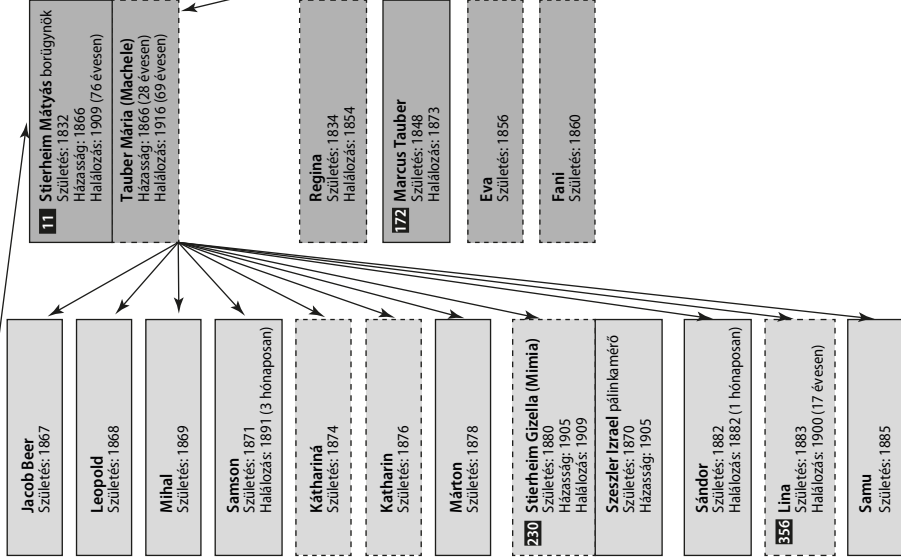 11 Stierheim Mátyás borügynök
Születés: 1832
Házasság: 1866
Halálozás: 1909 (76 évesen)
Tauber Mária (Machele)
Házasság: 1866 (28 évesen)
Halálozás: 1916 (69 évesen)
Regina
Születés: 1834
Halálozás: 1854
172 Marcus Tauber
Születés: 1848
Halálozás: 1873
Eva
Születés: 1856
Fani
Születés: 1860
Jacob Beer
Születés: 1867
Leopold
Születés: 1868
Mihal
Születés: 1869
Samson
Születés: 1871
Halálozás: 1891 (3 hónaposan)
Káthariná
Születés: 1874
Katharin
Születés: 1876
Márton
Születés: 1878
230 Stierheim Gizella (Mimia)
Születés: 1880
Házasság: 1905
Halálozás: 1909
Szeszler Izrael pálinkamérő
Születés: 1870
Házasság: 1905
Sándor
Születés: 1882
Halálozás: 1882 (1 hónaposan)
356 Lina
Születés: 1883
Halálozás: 1900 (17 évesen)
Samu
Születés: 1885